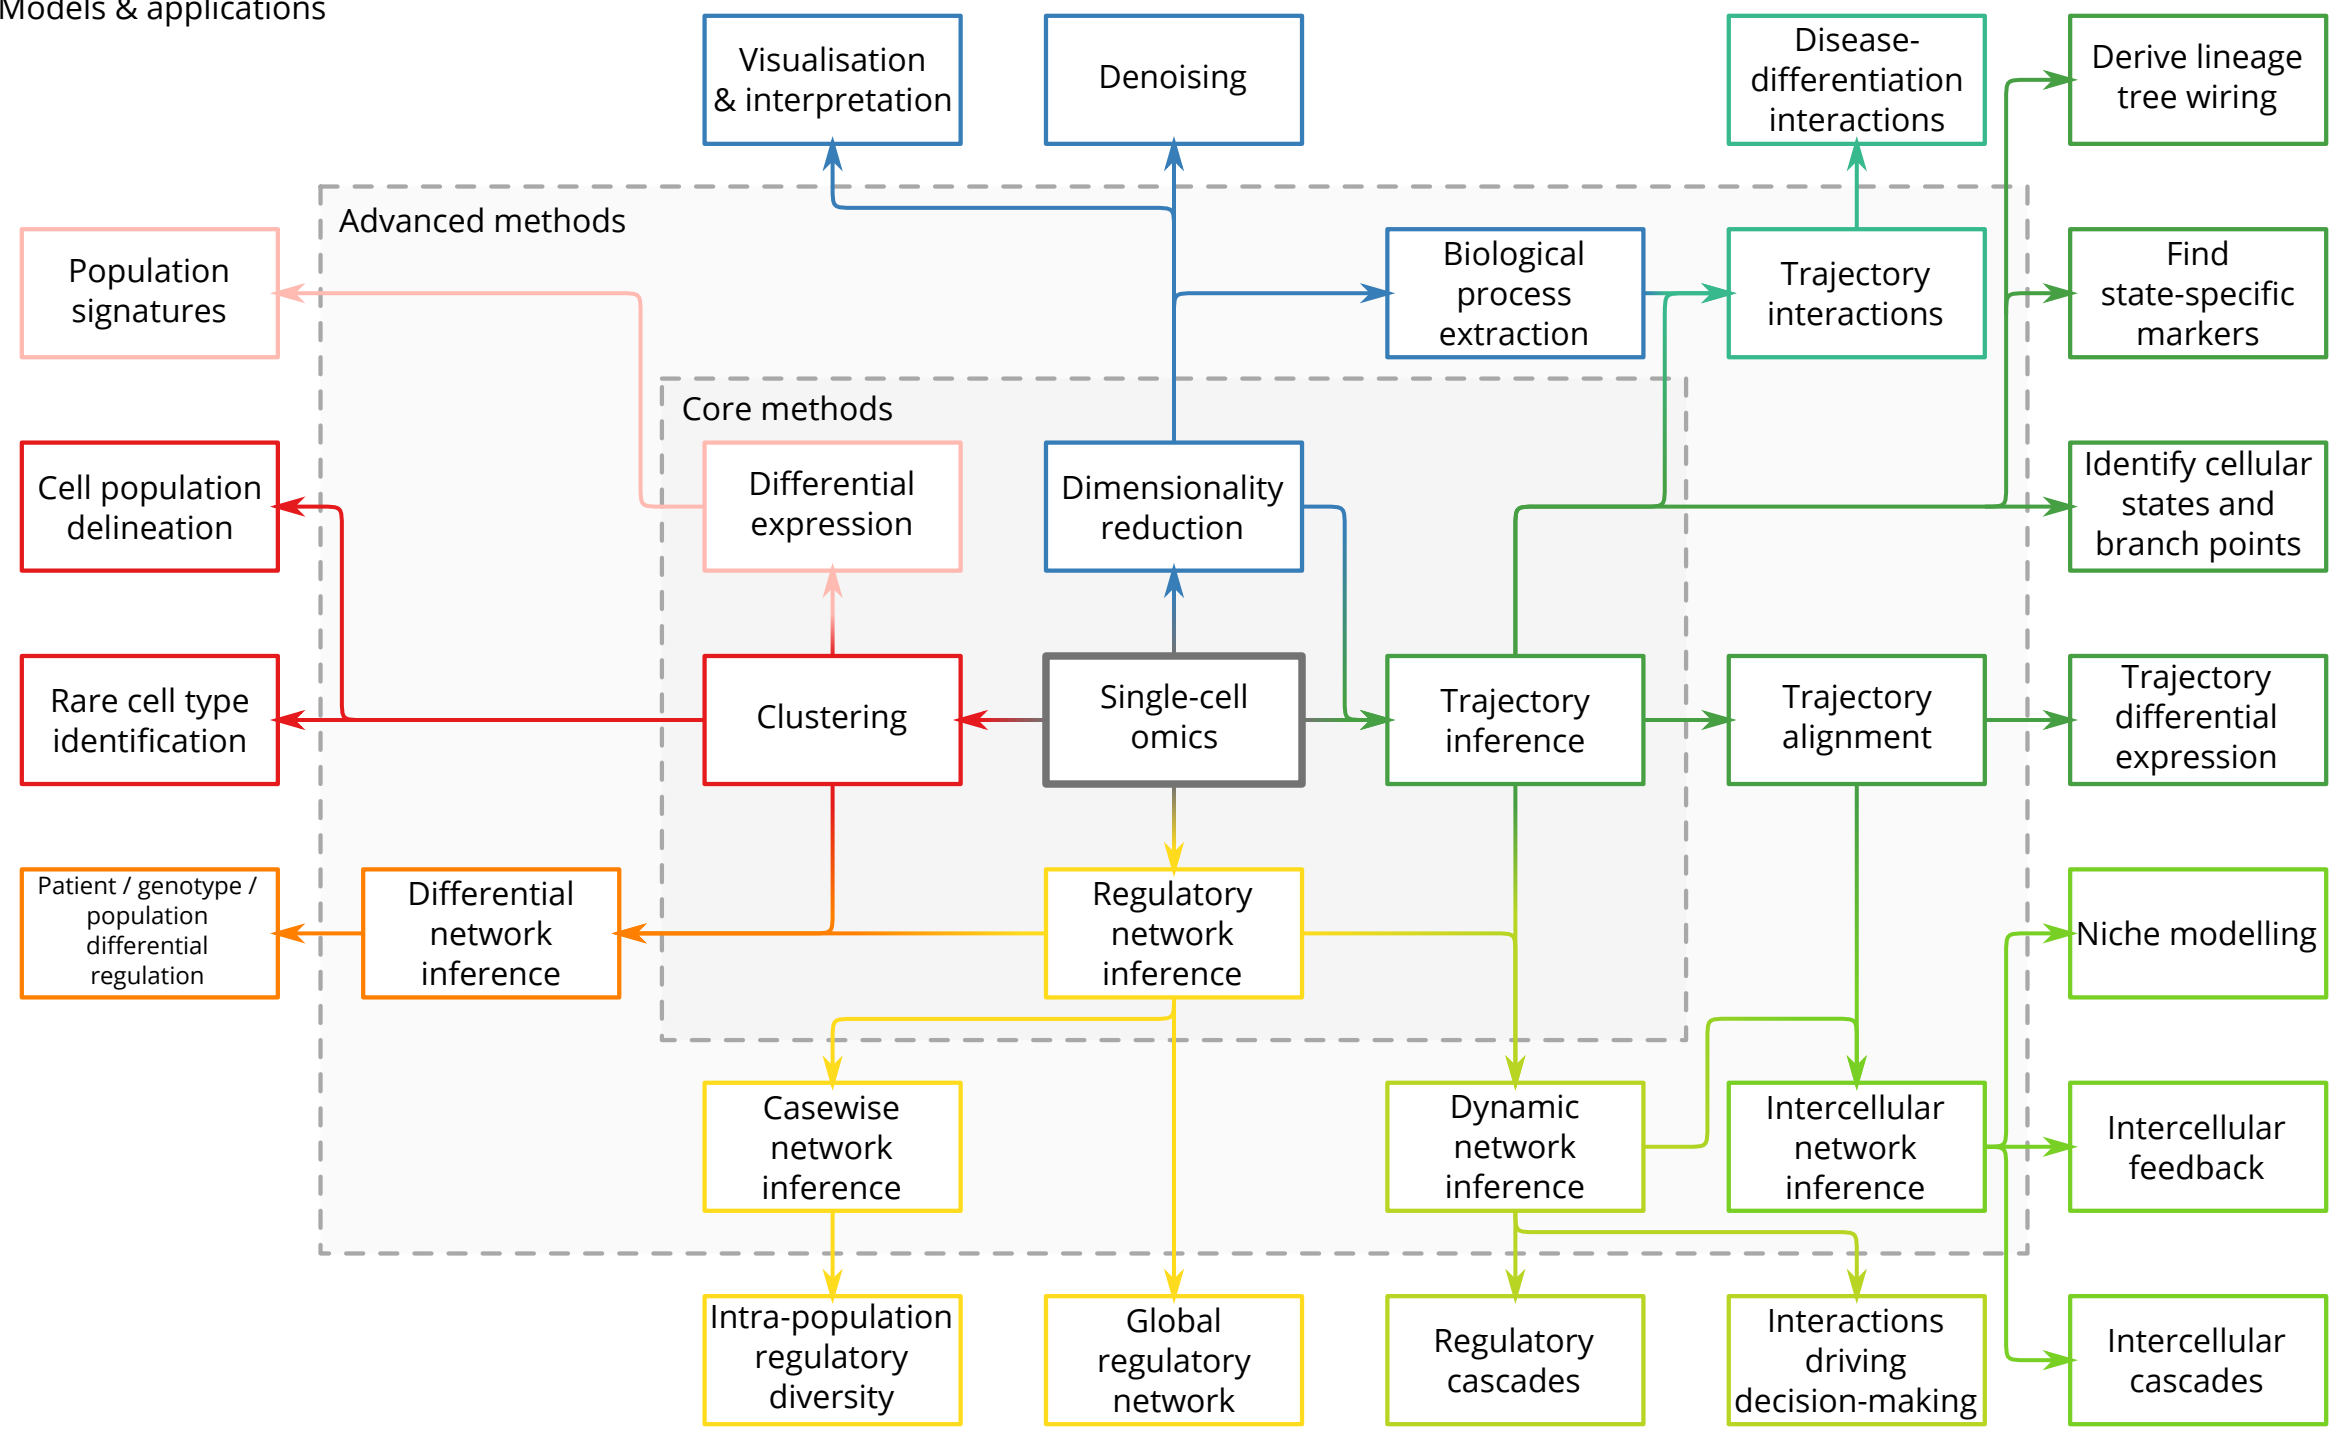 Models & applications
Visualisation
& interpretation
Denoising
Disease-
differentiation
interactions
Derive lineage
tree wiring
Advanced methods
Population
signatures
Biological
process
extraction
Trajectory
interactions
Find
state-specific
markers
Core methods
Cell population
delineation
Differential
expression
Dimensionality
reduction
Identify cellular
states and
branch points
Rare cell type
identification
Clustering
Single-cell
omics
Trajectory
inference
Trajectory
alignment
Trajectory
differential
expression
Patient / genotype /
population
differential
regulation
Differential
network
inference
Regulatory
network
inference
Niche modelling
Casewise
network
inference
Dynamic
network
inference
Intercellular
network
inference
Intercellular
feedback
Intra-population
regulatory
diversity
Global
regulatory
network
Regulatory
cascades
Interactions
driving
decision-making
Intercellular
cascades